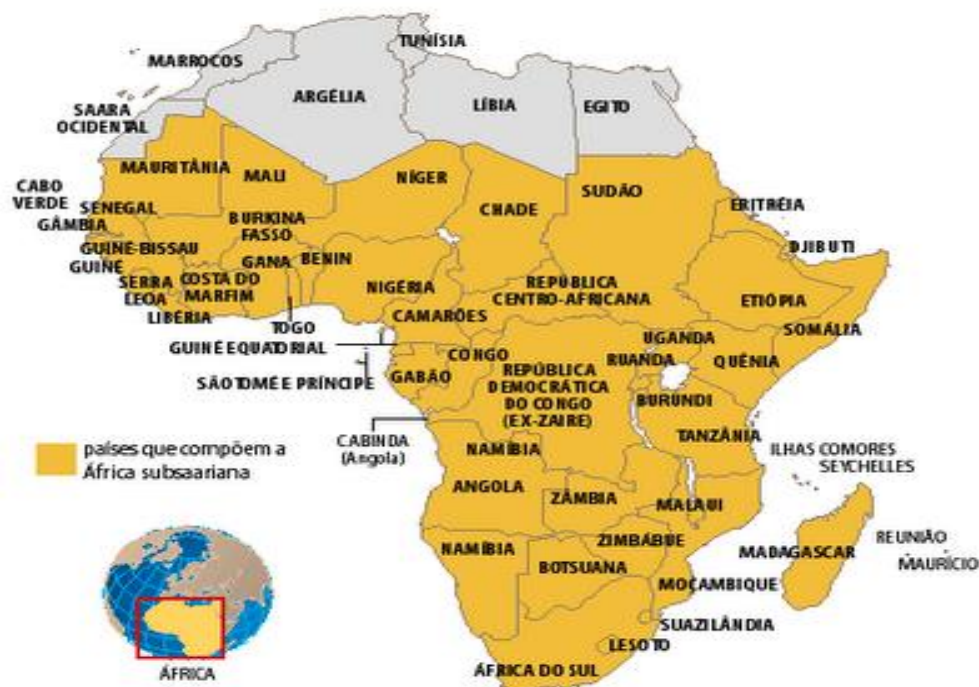 TUNÍSIA
MARROCOS
ARGÉLIA
LÍBIA
EGITO
SAARA
OCIDENTAL
MAURITÂNIA
MALI
NÍGER
CHADE
SUDÃO
CABO
VERDE
SENEGAL
GÂMBIA
BURKINA
FASSO
ERITRÉIA
DJIBUTI
GUINÉ-BISSAU
GUINÉ
GANA
BENIN
SERRA
LEOA
COSTA DO
MARFIM
NIGÉRIA
REPÚBLICA
CENTRO-AFRICANA
ETIÓPIA
LIBÉRIA
CAMARÕES
SOMÁLIA
TOGO
GUINÉ EQUATORIAL
UGANDA
CONGO
RUANDA
QUÉNIA
SÃO TOMÉ E PRÍNCIPE
GABÃO
REPÚBLICA
DEMOCRÁTICA
DO CONGO
(EX-ZAIRE)
BURUNDI
TANZÂNIA
CABINDA
(Angola)
NAMÍBIA
ILHAS COMORES
SEYCHELLES
países que compõem a
África subsaariana
ANGOLA
ZÂMBIA
MALAUI
NAMÍBIA
ZIMBÁBUE
BOTSUANA
MADAGASCAR
REUNIÃO
MAURÍCIO
MOÇAMBIQUE
SUAZILÂNDIA
LESOTO
ÁFRICA DO SUL
ÁFRICA